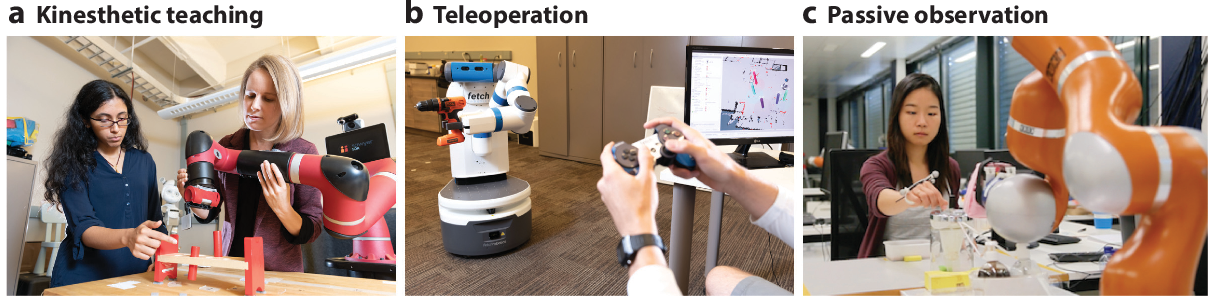 a Kinesthetic teaching
b Teleoperation
c Passive observation
fetch